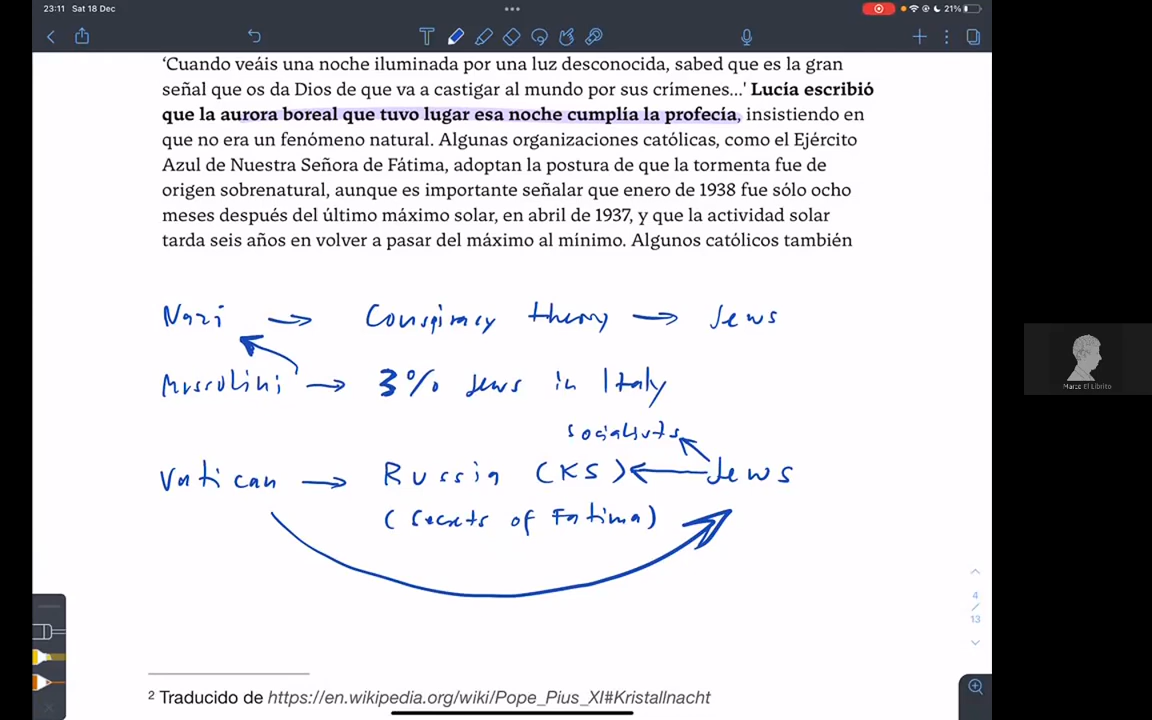 23:11 Sat 18 Dec
21%
'Cuando veáis una noche iluminada por una luz desconocida, sabed que es la gran
señal que os da Dios de que va a castigar al mundo por sus crímenes...' Lucía escribió
que la aurora boreal que tuvo lugar esa noche cumplía la profecía, insistiendo en
que no era un fenómeno natural. Algunas organizaciones católicas, como el Ejército
Azul de Nuestra Señora de Fátima, adoptan la postura de que la tormenta fue de
origen sobrenatural, aunque es importante señalar que enero de 1938 fue sólo ocho
meses después del último máximo solar, en abril de 1937, y que la actividad solar
tarda seis años en volver a pasar del máximo al mínimo. Algunos católicos también
Nazi → Conspiracy theory → Jews
Mussolini → 3% Jews in Italy
socialists
Vatican → Russia (KS) ← Jews
(Secrets of Fatima)
4
/
13
Marco El Librito
2 Traducido de https://en.wikipedia.org/wiki/Pope_Pius_XI#Kristallnacht